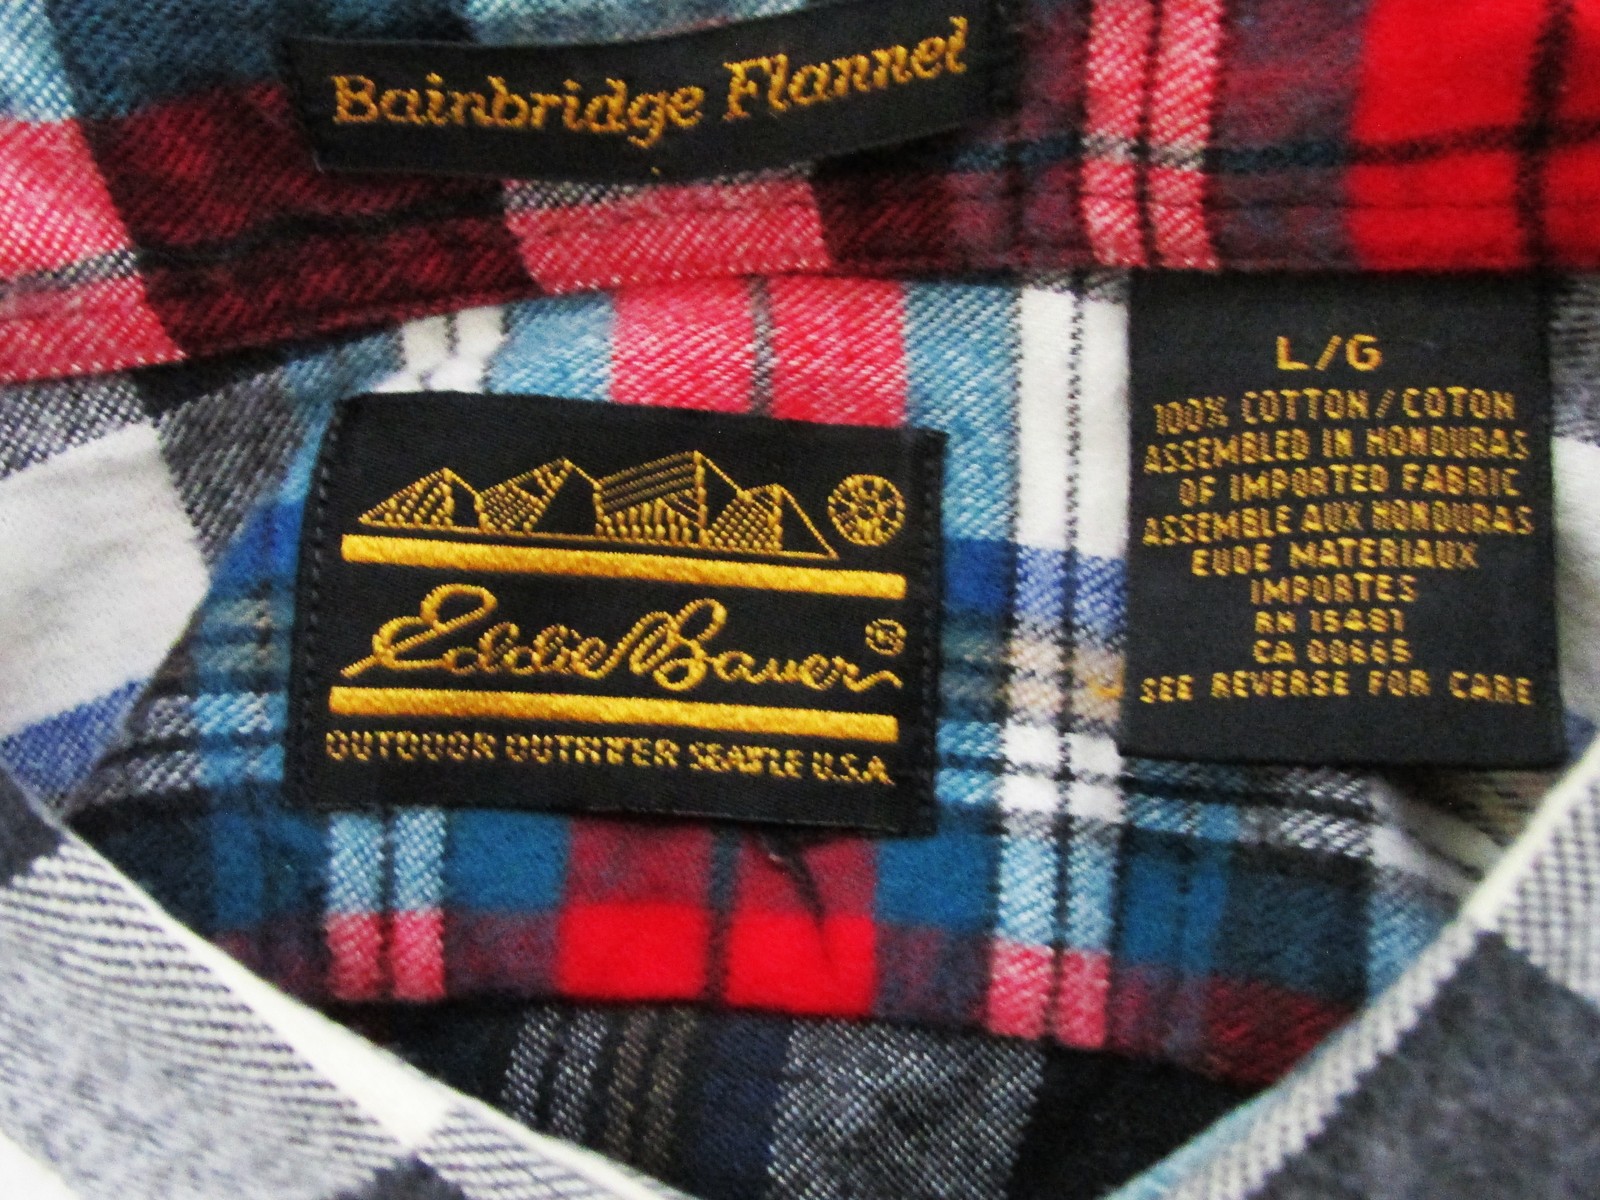 Bainbridge Flannel
Eddie Bauer ®
OUTDOOR OUTFITTER SEATTLE U.S.A.
L/G
100% COTTON/COTON
ASSEMBLED IN HONDURAS
OF IMPORTED FABRIC
ASSEMBLE AUX HONDURAS
EUDE MATERIAUX
IMPORTES
RN 15481
CA 00665
SEE REVERSE FOR CARE